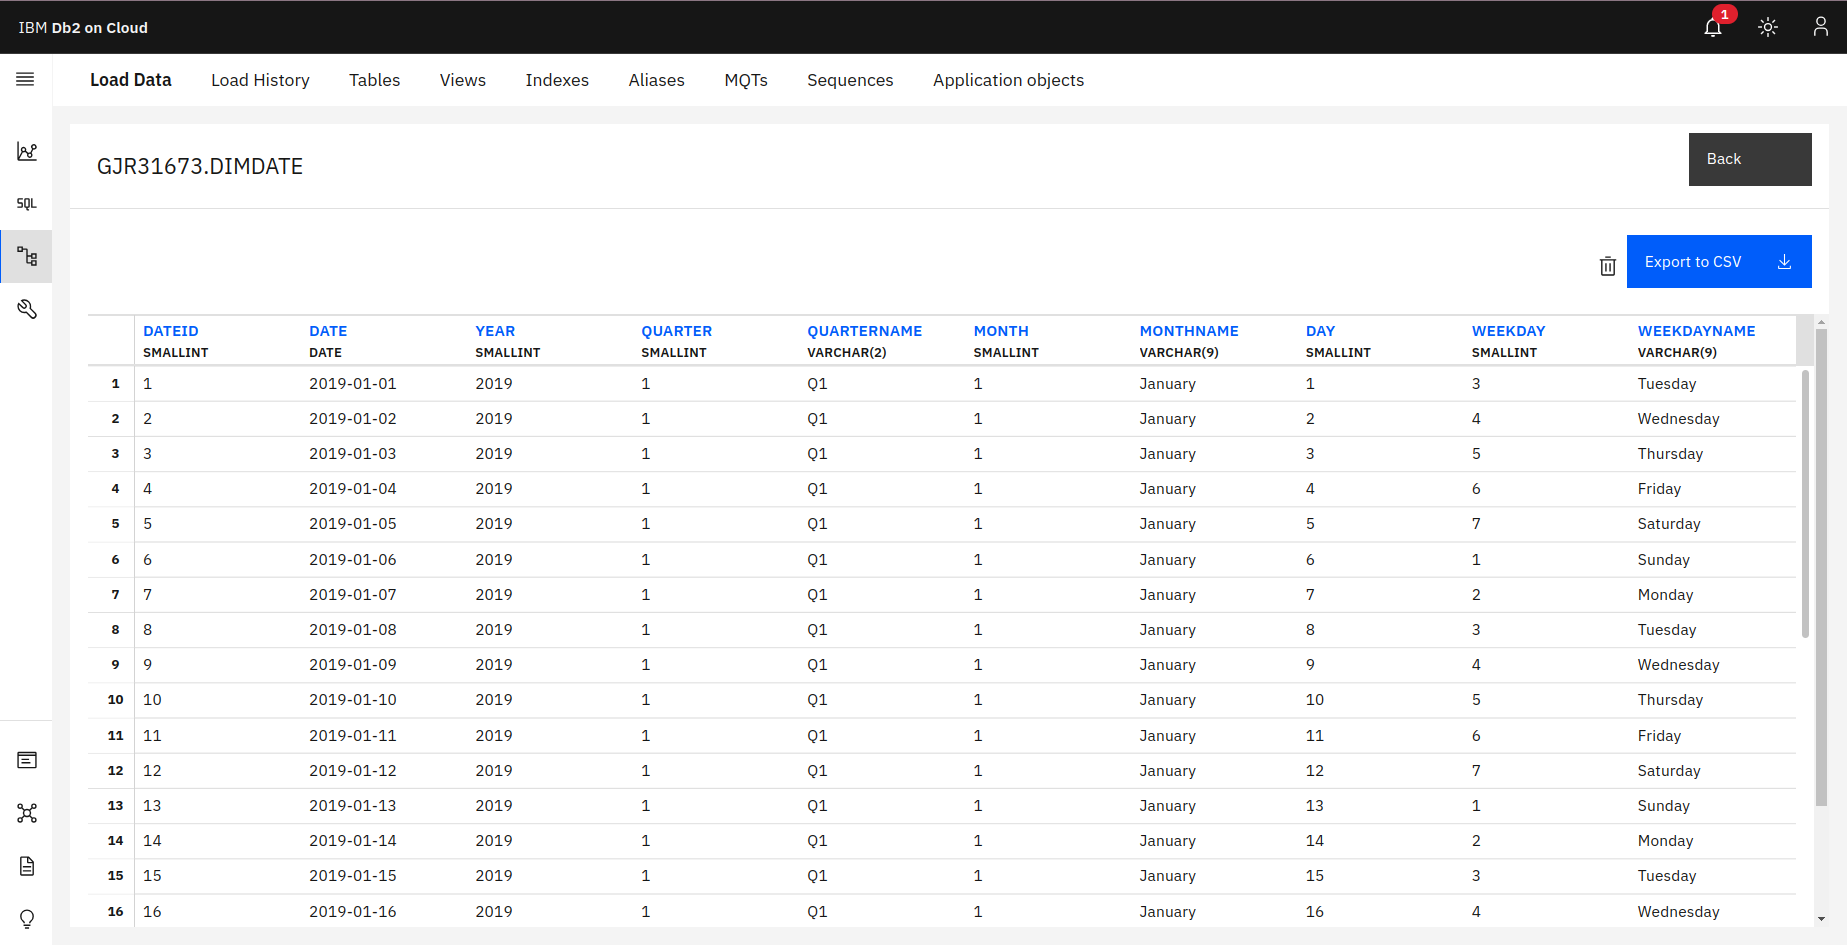 IBM Db2 on Cloud 1
Load Data Load History Tables Views Indexes Aliases MQTs Sequences Application objects
GJR31673.DIMDATE Back
SQL
Export to CSV
DATEID DATE YEAR QUARTER QUARTERNAME MONTH MONTHNAME DAY WEEKDAY WEEKDAYNAME
SMALLINT DATE SMALLINT SMALLINT VARCHAR(2) SMALLINT VARCHAR(9) SMALLINT SMALLINT VARCHAR(9)
1 1 2019-01-01 2019 1 Q1 1 January 1 3 Tuesday
2 2 2019-01-02 2019 1 Q1 1 January 2 4 Wednesday
3 3 2019-01-03 2019 1 Q1 1 January 3 5 Thursday
4 4 2019-01-04 2019 1 Q1 1 January 4 6 Friday
5 5 2019-01-05 2019 1 Q1 1 January 5 7 Saturday
6 6 2019-01-06 2019 1 Q1 1 January 6 1 Sunday
7 7 2019-01-07 2019 1 Q1 1 January 7 2 Monday
8 8 2019-01-08 2019 1 Q1 1 January 8 3 Tuesday
9 9 2019-01-09 2019 1 Q1 1 January 9 4 Wednesday
10 10 2019-01-10 2019 1 Q1 1 January 10 5 Thursday
11 11 2019-01-11 2019 1 Q1 1 January 11 6 Friday
12 12 2019-01-12 2019 1 Q1 1 January 12 7 Saturday
13 13 2019-01-13 2019 1 Q1 1 January 13 1 Sunday
14 14 2019-01-14 2019 1 Q1 1 January 14 2 Monday
15 15 2019-01-15 2019 1 Q1 1 January 15 3 Tuesday
16 16 2019-01-16 2019 1 Q1 1 January 16 4 Wednesday